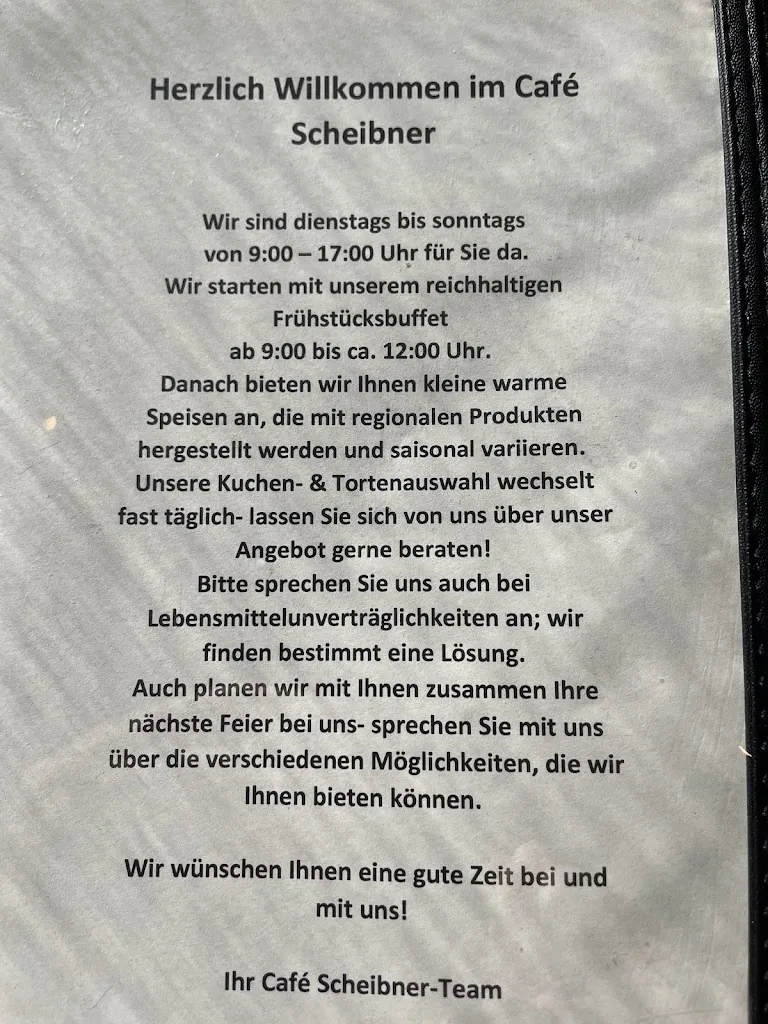 Herzlich Willkommen im Café
Scheibner
Wir sind dienstags bis sonntags
von 9:00 – 17:00 Uhr für Sie da.
Wir starten mit unserem reichhaltigen
Frühstücksbuffet
ab 9:00 bis ca. 12:00 Uhr.
Danach bieten wir Ihnen kleine warme
Speisen an, die mit regionalen Produkten
hergestellt werden und saisonal variieren.
Unsere Kuchen- & Tortenauswahl wechselt
fast täglich- lassen Sie sich von uns über unser
Angebot gerne beraten!
Bitte sprechen Sie uns auch bei
Lebensmittelunverträglichkeiten an; wir
finden bestimmt eine Lösung.
Auch planen wir mit Ihnen zusammen Ihre
nächste Feier bei uns- sprechen Sie mit uns
über die verschiedenen Möglichkeiten, die wir
Ihnen bieten können.
Wir wünschen Ihnen eine gute Zeit bei und
mit uns!
Ihr Café Scheibner-Team